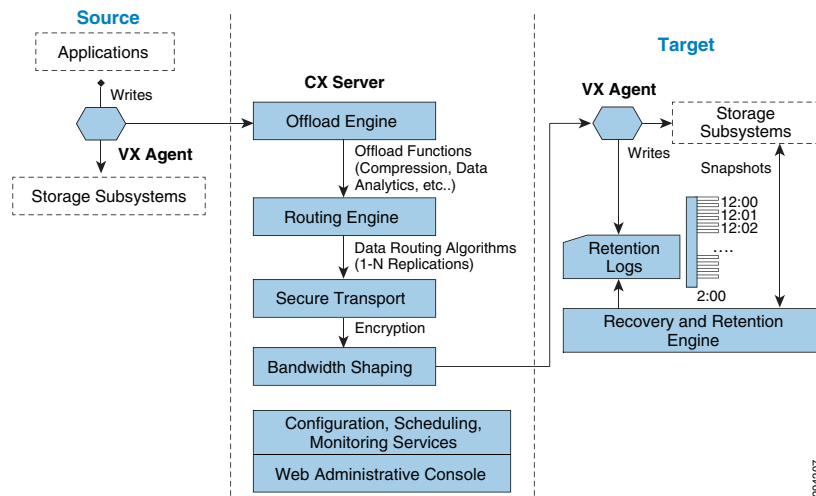 Source
Applications
Writes
VX Agent
Storage Subsystems
CX Server
Offload Engine
Offload Functions
(Compression, Data
Analytics, etc..)
Routing Engine
Data Routing Algorithms
(1-N Replications)
Secure Transport
Encryption
Bandwidth Shaping
Configuration, Scheduling,
Monitoring Services
Web Administrative Console
Target
VX Agent
Storage
Subsystems
Writes
Snapshots
12:00
12:01
12:02
....
2:00
Retention
Logs
Recovery and Retention
Engine